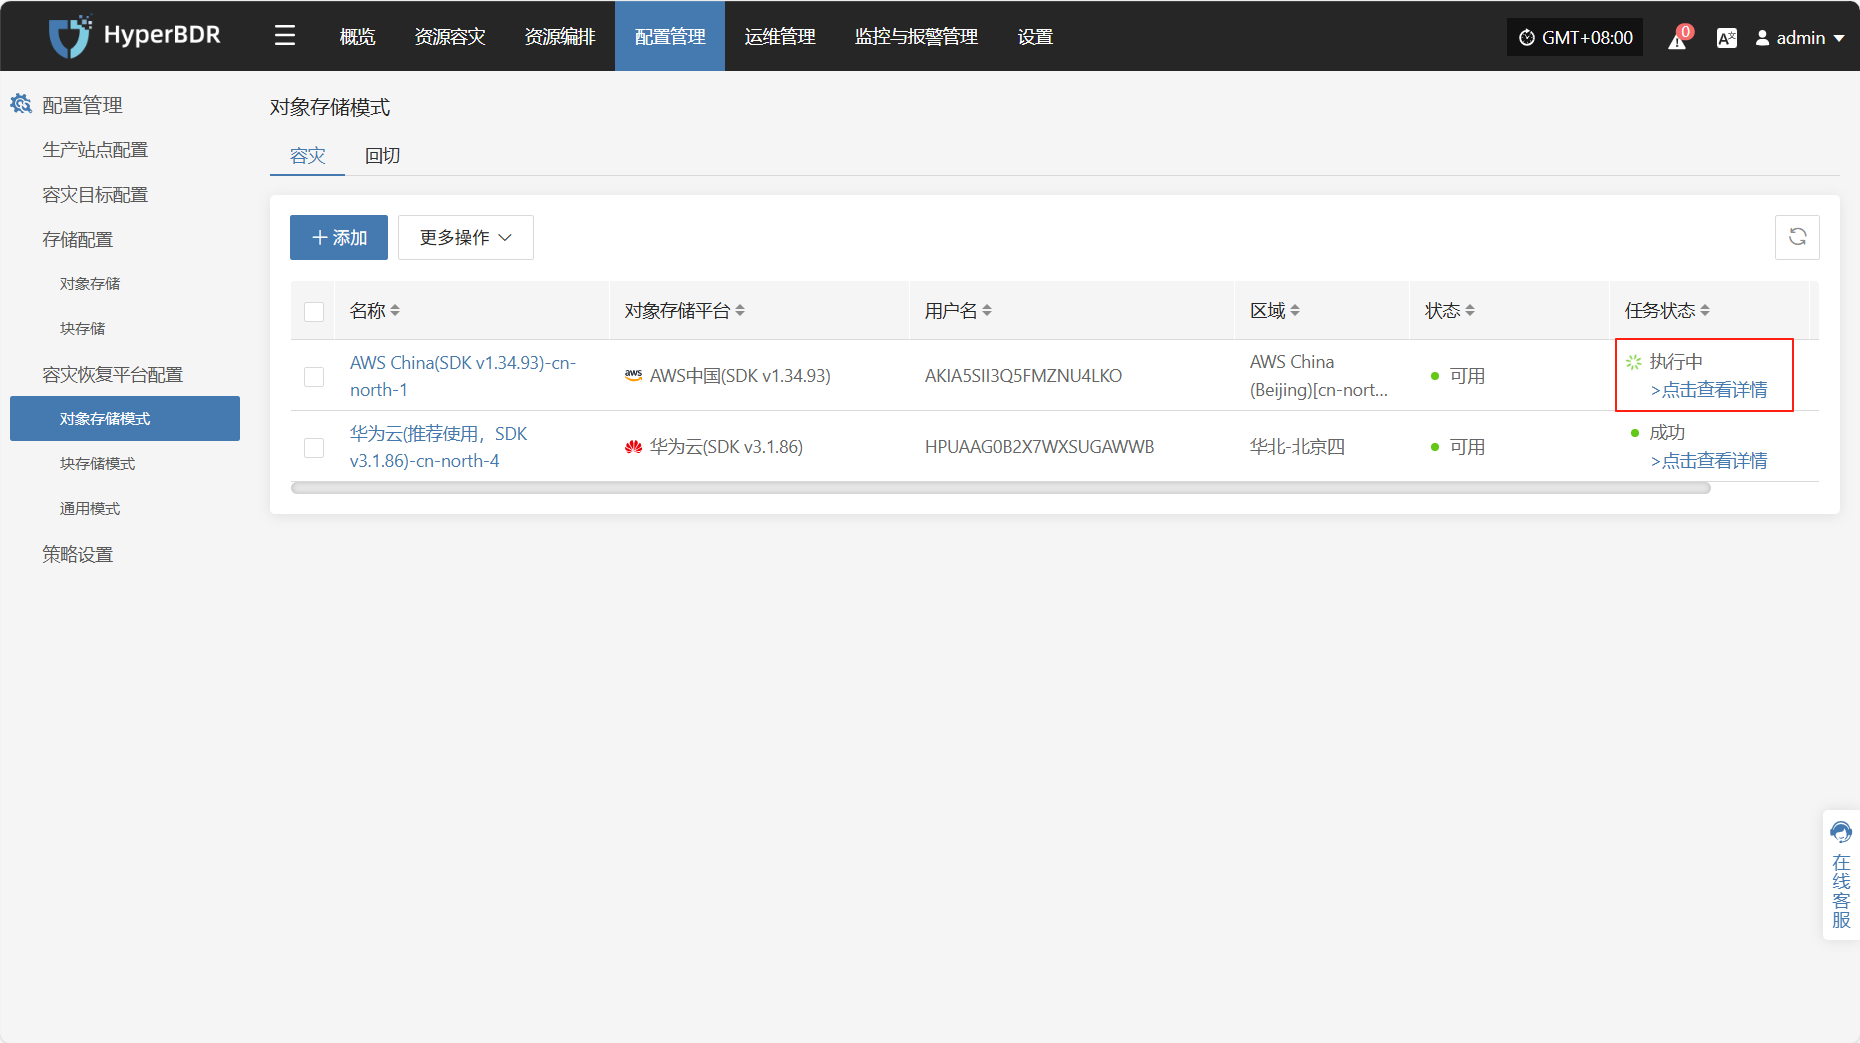 HyperBDR
概览
资源容灾
资源编排
配置管理
运维管理
监控与报警管理
设置
GMT+08:00
0
admin
配置管理
生产站点配置
容灾目标配置
存储配置
对象存储
块存储
容灾恢复平台配置
对象存储模式
块存储模式
通用模式
策略设置
对象存储模式
容灾
回切
添加
更多操作
名称
对象存储平台
用户名
区域
状态
任务状态
AWS China(SDK v1.34.93)-cn-
north-1
aws
AWS中国(SDK v1.34.93)
AKIA5SII3Q5FMZNU4LKO
AWS China
(Beijing)[cn-nort...
可用
执行中
>点击查看详情
华为云(推荐使用，SDK
v3.1.86)-cn-north-4
华为云(SDK v3.1.86)
HPUAAG0B2X7WXSUGAWWB
华北-北京四
可用
成功
>点击查看详情
在线客服